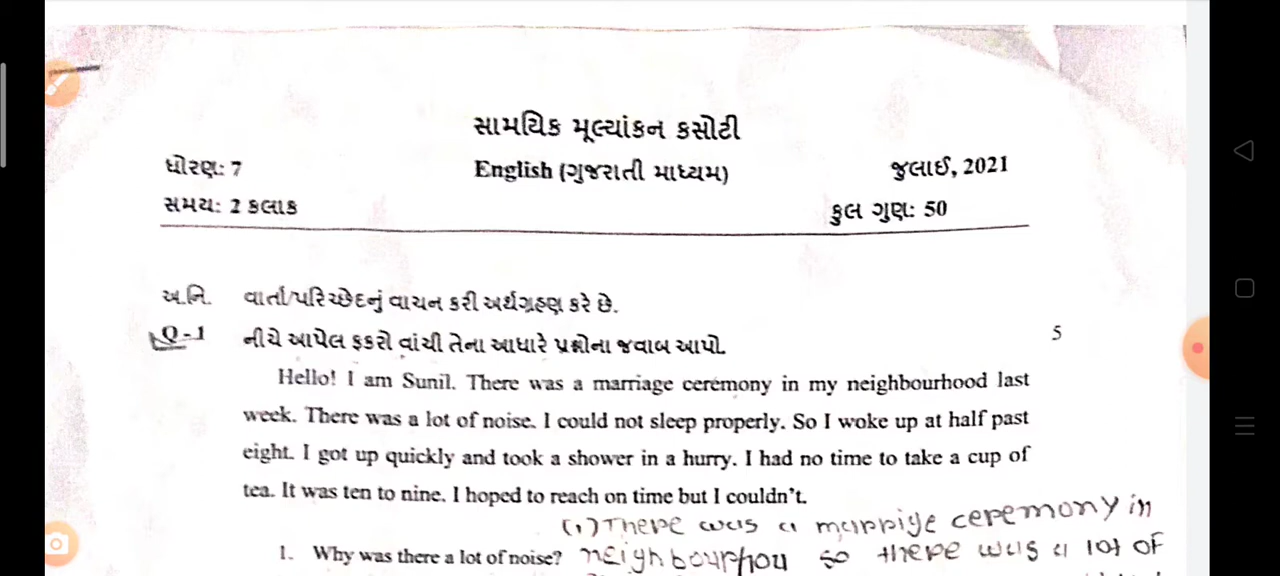 સામયિક મૂલ્યાંકન કસોટી
ધોરણ: 7 English (ગુજરાતી માધ્યમ) જુલાઈ, 2021
સમય: 2 કલાક કુલ ગુણ: 50
અ.નિ. વાર્તા/પરિચ્છેદનું વાચન કરી અર્થગ્રહણ કરે છે.
Q-1 નીચે આપેલ ફકરો વાંચી તેના આધારે પ્રશ્નોના જવાબ આપો. 5
Hello! I am Sunil. There was a marriage ceremony in my neighbourhood last
week. There was a lot of noise. I could not sleep properly. So I woke up at half past
eight. I got up quickly and took a shower in a hurry. I had no time to take a cup of
tea. It was ten to nine. I hoped to reach on time but I couldn't.
(1) There was a marriage ceremony in
1. Why was there a lot of noise? so there was a lot of